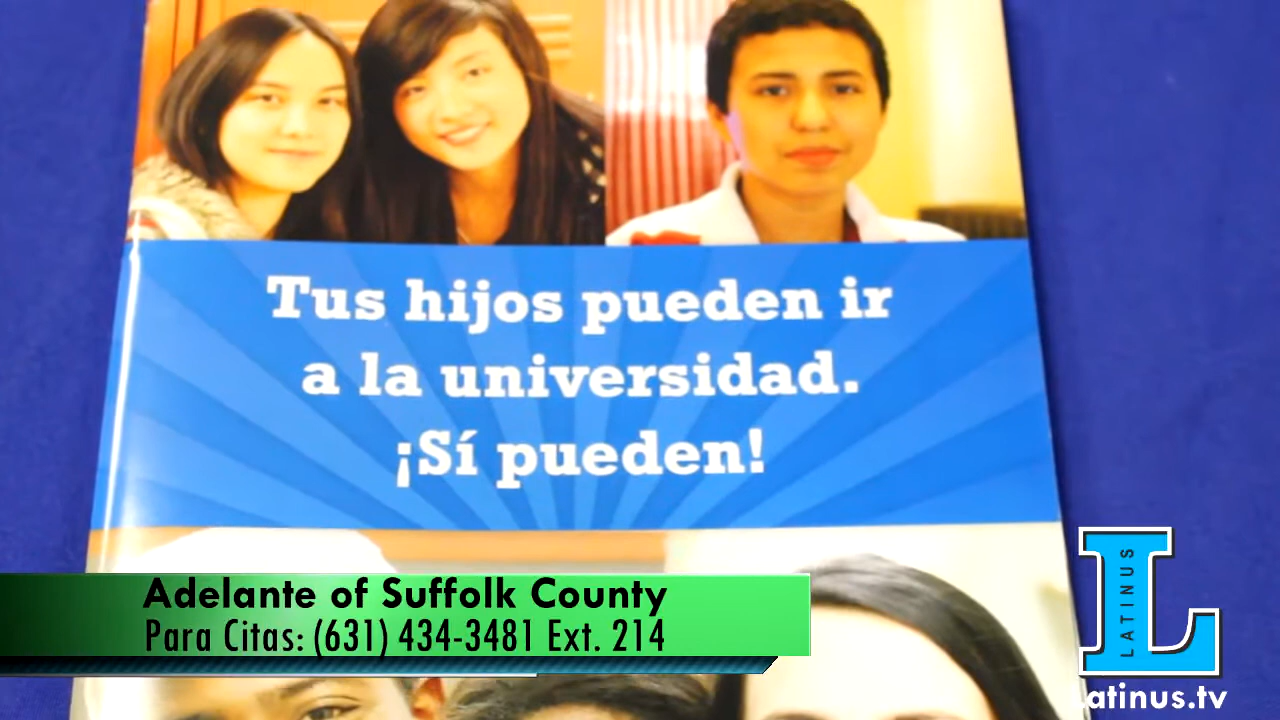 Tus hijos pueden ir
a la universidad.
¡Sí pueden!
Adelante of Suffolk County
Para Citas: (631) 434-3481 Ext. 214
LATINUS
Latinus.tv